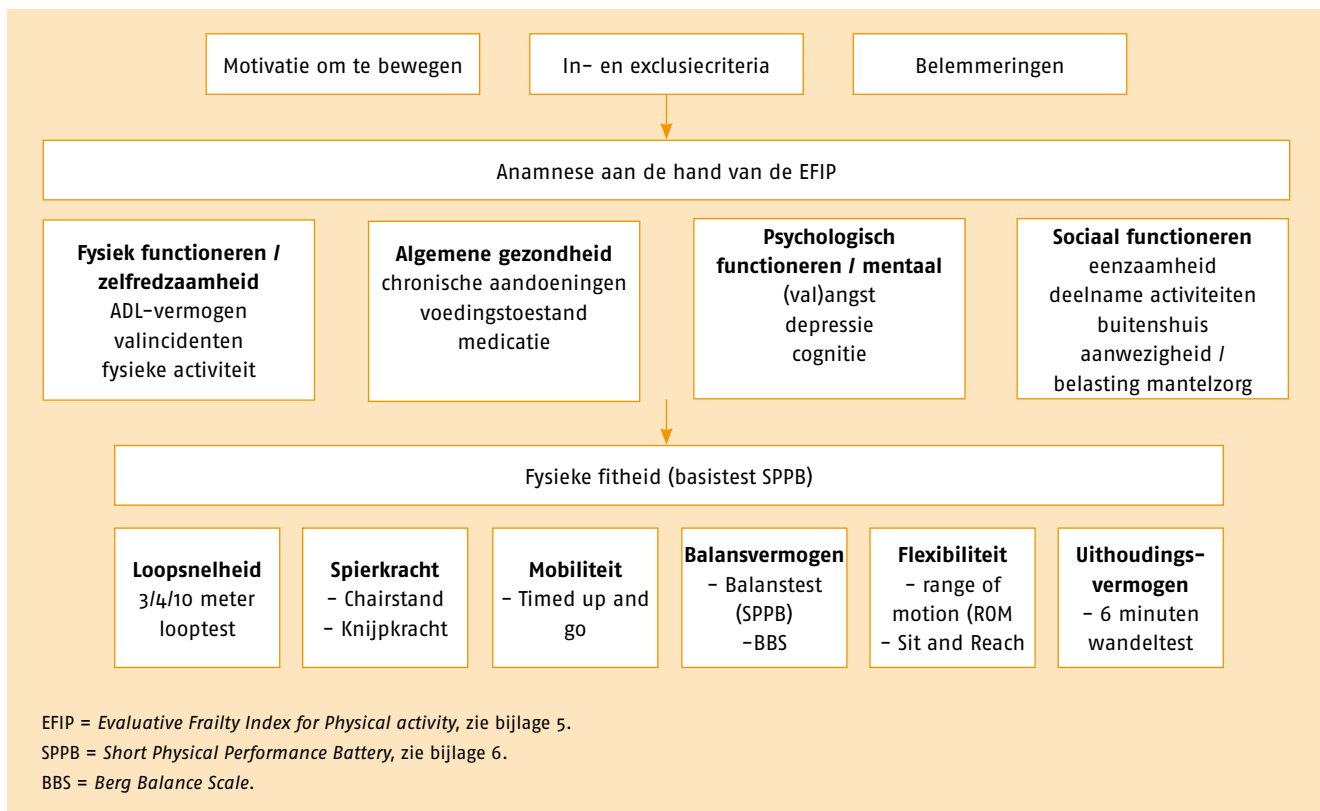 Motivatie om te bewegen
In- en exclusiecriteria
Belemmeringen
Anamnese aan de hand van de EFIP
Fysiek functioneren /
zelfredzaamheid
ADL-vermogen
valincidenten
fysieke activiteit
Algemene gezondheid
chronische aandoeningen
voedingstoestand
medicatie
Psychologisch
functioneren / mentaal
(val)angst
depressie
cognitie
Sociaal functioneren
eenzaamheid
deelname activiteiten
buitenshuis
aanwezigheid /
belasting mantelzorg
Fysieke fitheid (basistest SPPB)
Loopsnelheid
3/4/10 meter
looptest
Spierkracht
- Chairstand
- Knijpkracht
Mobiliteit
- Timed up and
go
Balansvermogen
- Balanstest
(SPPB)
-BBS
Flexibiliteit
- range of
motion (ROM
- Sit and Reach
Uithoudings-
vermogen
- 6 minuten
wandeltest
EFIP = Evaluative Frailty Index for Physical activity, zie bijlage 5.
SPPB = Short Physical Performance Battery, zie bijlage 6.
BBS = Berg Balance Scale.